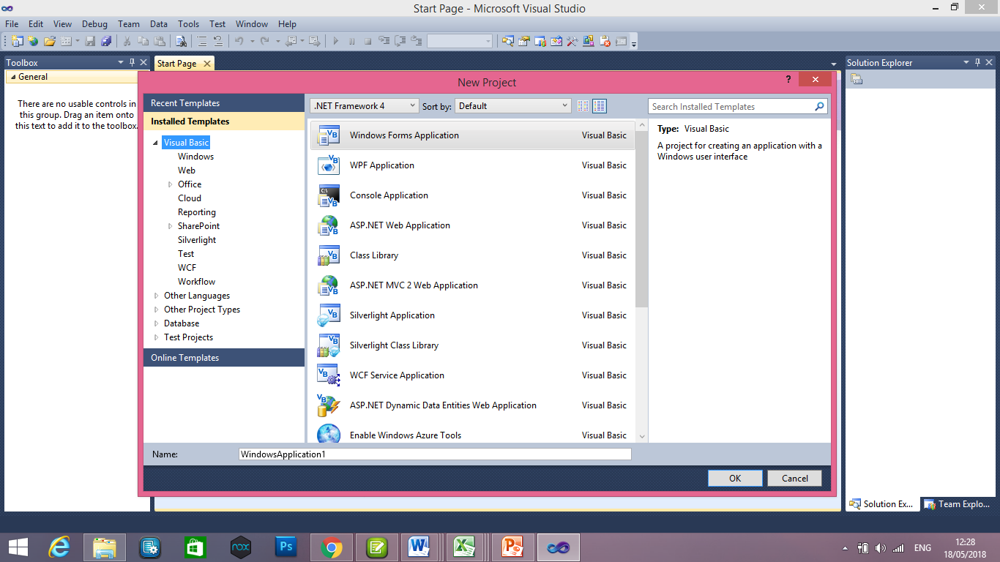 Start Page - Microsoft Visual Studio
File Edit View Debug Team Data Tools Test Window Help
Toolbox
General
There are no usable controls in
this group. Drag an item onto
this text to add it to the toolbox.
Start Page
Solution Explorer
New Project
?
Recent Templates
Installed Templates
Visual Basic
Windows
Web
Office
Cloud
Reporting
SharePoint
Silverlight
Test
WCF
Workflow
Other Languages
Other Project Types
Database
Test Projects
Online Templates
.NET Framework 4
Sort by: Default
Search Installed Templates
Windows Forms Application Visual Basic
WPF Application Visual Basic
Console Application Visual Basic
ASP.NET Web Application Visual Basic
Class Library Visual Basic
ASP.NET MVC 2 Web Application Visual Basic
Silverlight Application Visual Basic
Silverlight Class Library Visual Basic
WCF Service Application Visual Basic
ASP.NET Dynamic Data Entities Web Application Visual Basic
Enable Windows Azure Tools Visual Basic
Type: Visual Basic
A project for creating an application with a
Windows user interface
Name: WindowsApplication1
OK Cancel
Solution Ex... Team Explo...
nox Ps
ENG
12:28
18/05/2018